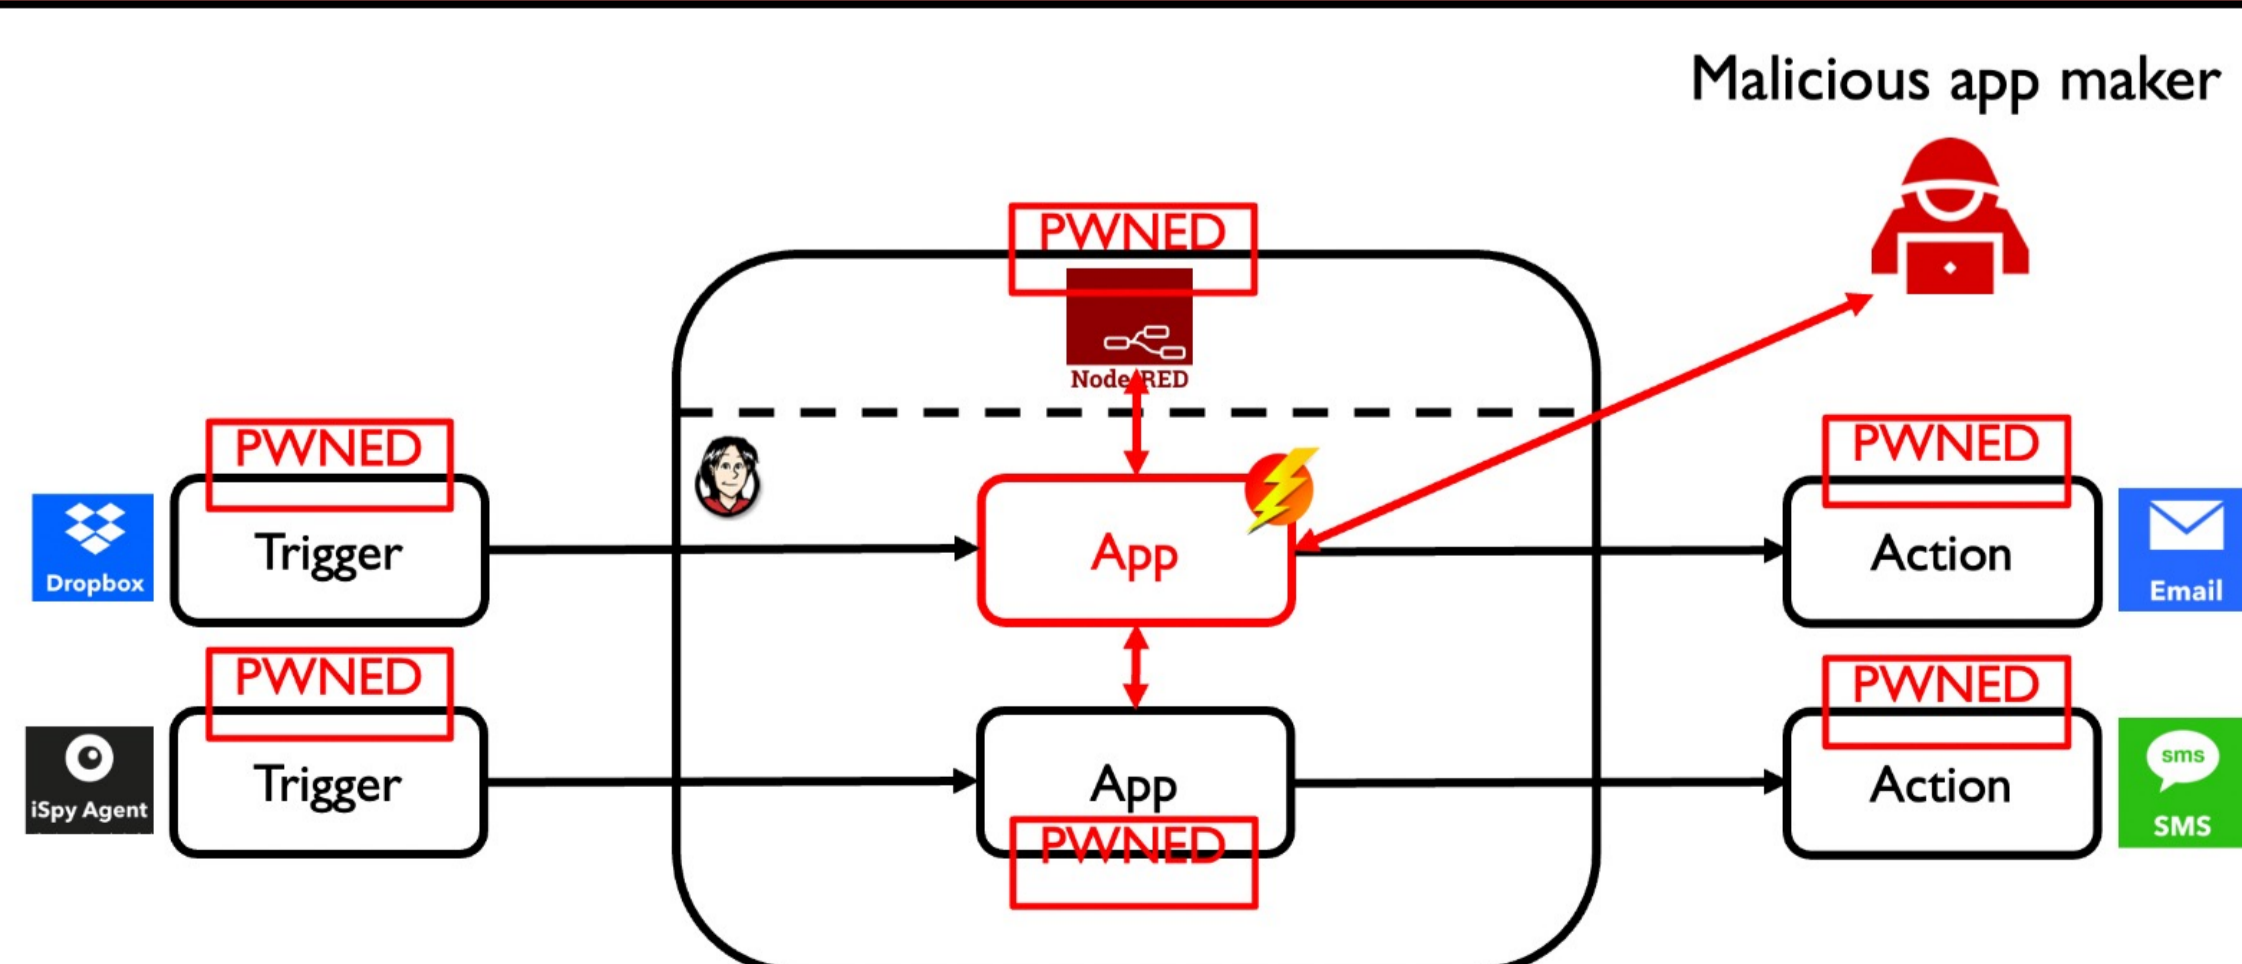 Malicious app maker
PWNED
Node-RED
PWNED
PWNED
Dropbox
Trigger
App
Action
Email
PWNED
PWNED
iSpy Agent
Trigger
App
Action
sms
SMS
PWNED